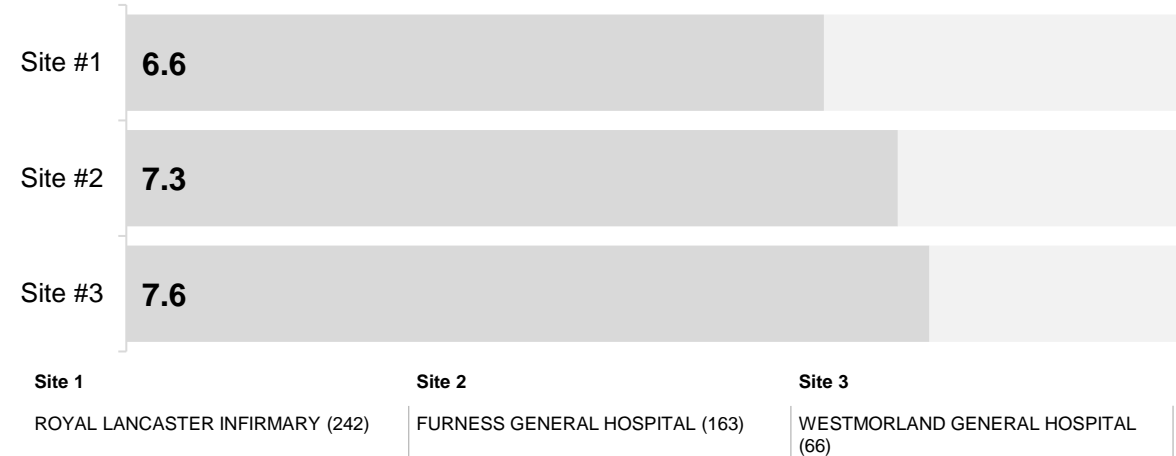 Site #1 6.6
Site #2 7.3
Site #3 7.6
Site 1 Site 2 Site 3
ROYAL LANCASTER INFIRMARY (242) FURNESS GENERAL HOSPITAL (163) WESTMORLAND GENERAL HOSPITAL
(66)